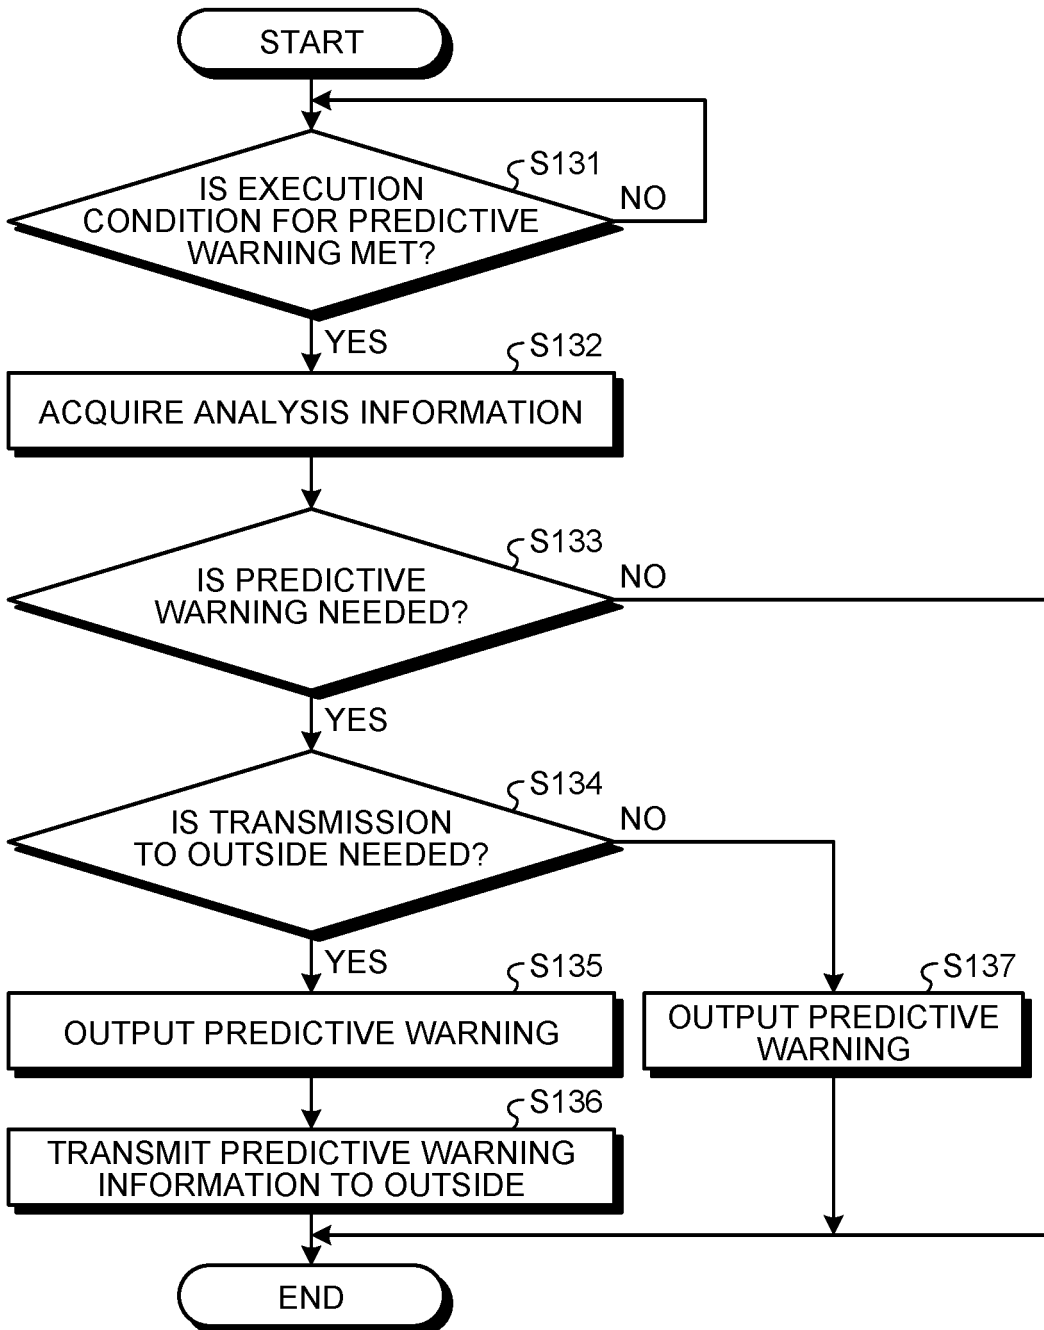 START
S131
IS EXECUTION
CONDITION FOR PREDICTIVE
WARNING MET?
NO
YES
S132
ACQUIRE ANALYSIS INFORMATION
S133
IS PREDICTIVE
WARNING NEEDED?
NO
YES
S134
IS TRANSMISSION
TO OUTSIDE NEEDED?
NO
YES
S135
OUTPUT PREDICTIVE WARNING
S137
OUTPUT PREDICTIVE
WARNING
S136
TRANSMIT PREDICTIVE WARNING
INFORMATION TO OUTSIDE
END